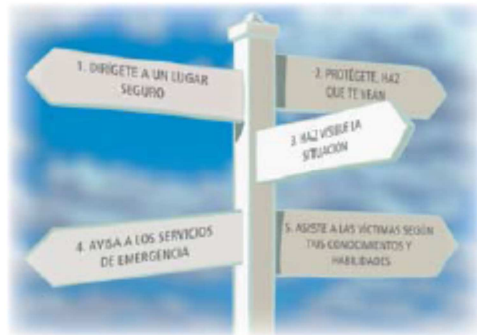 1. DIRÍGETE A UN LUGAR
SEGURO
2. PROTÉGETE, HAZ
QUE TE VEAN
3. HAZ VISIBLE LA
SITUACIÓN
4. AVISA A LOS SERVICIOS
DE EMERGENCIA
5. ASISTE A LAS VÍCTIMAS SEGÚN
TUS CONOCIMIENTOS Y
HABILIDADES